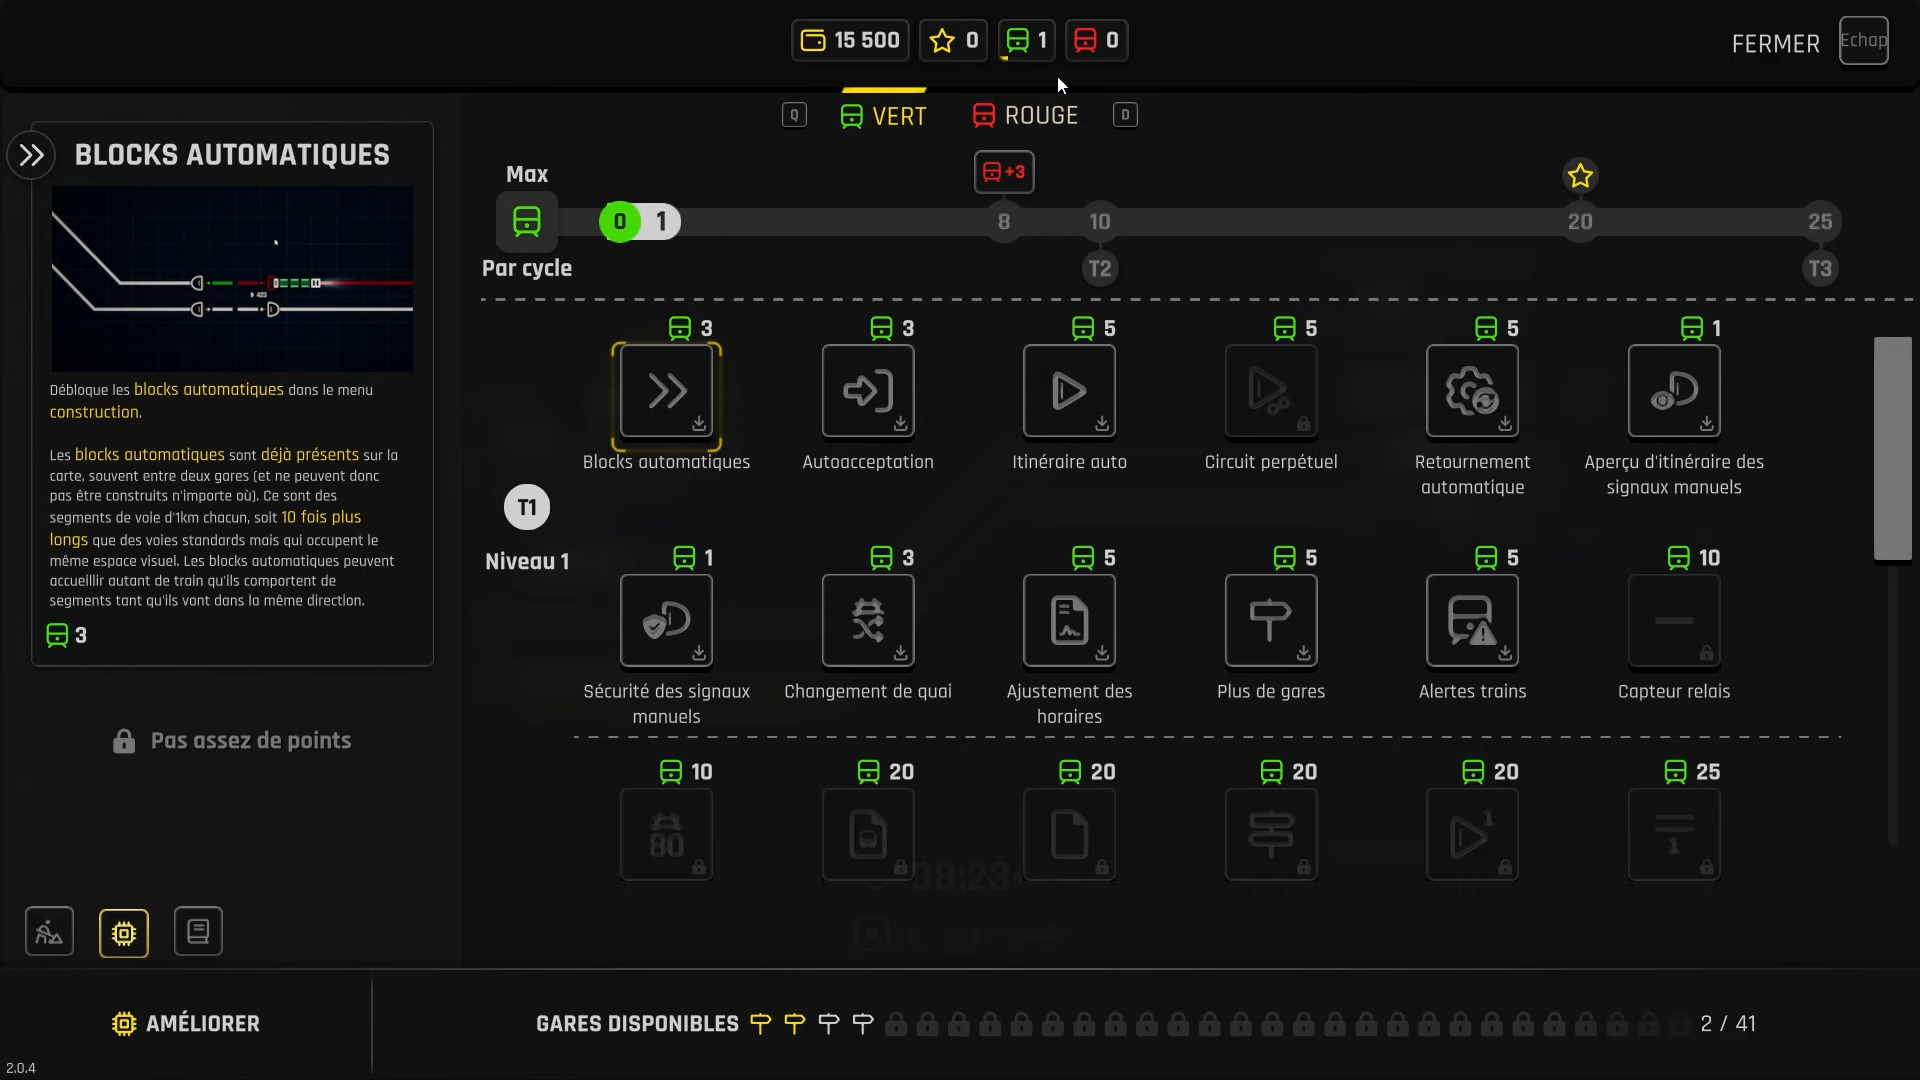 15 500
0
1
0
FERMER
Echap
Q
VERT
ROUGE
D
BLOCKS AUTOMATIQUES
423
Débloque les blocks automatiques dans le menu
construction.
Les blocks automatiques sont déjà présents sur la
carte, souvent entre deux gares (et ne peuvent donc
pas être construits n'importe où). Ce sont des
segments de voie d'1km chacun, soit 10 fois plus
longs que des voies standards mais qui occupent le
même espace visuel. Les blocks automatiques peuvent
accueillir autant de train qu'ils comportent de
segments tant qu'ils vont dans la même direction.
3
Pas assez de points
Max
+3
0 1 8 10 20 25
Par cycle
T2 T3
3 3 5 5 5 1
Blocks automatiques
Autoacceptation
Itinéraire auto
Circuit perpétuel
Retournement
automatique
Aperçu d'itinéraire des
signaux manuels
T1
Niveau 1
1 3 5 5 5 10
Sécurité des signaux
manuels
Changement de quai
Ajustement des
horaires
Plus de gares
Alertes trains
Capteur relais
10 20 20 20 20 25
80
1
1
08:23
AMÉLIORER
GARES DISPONIBLES
2 / 41
2.0.4